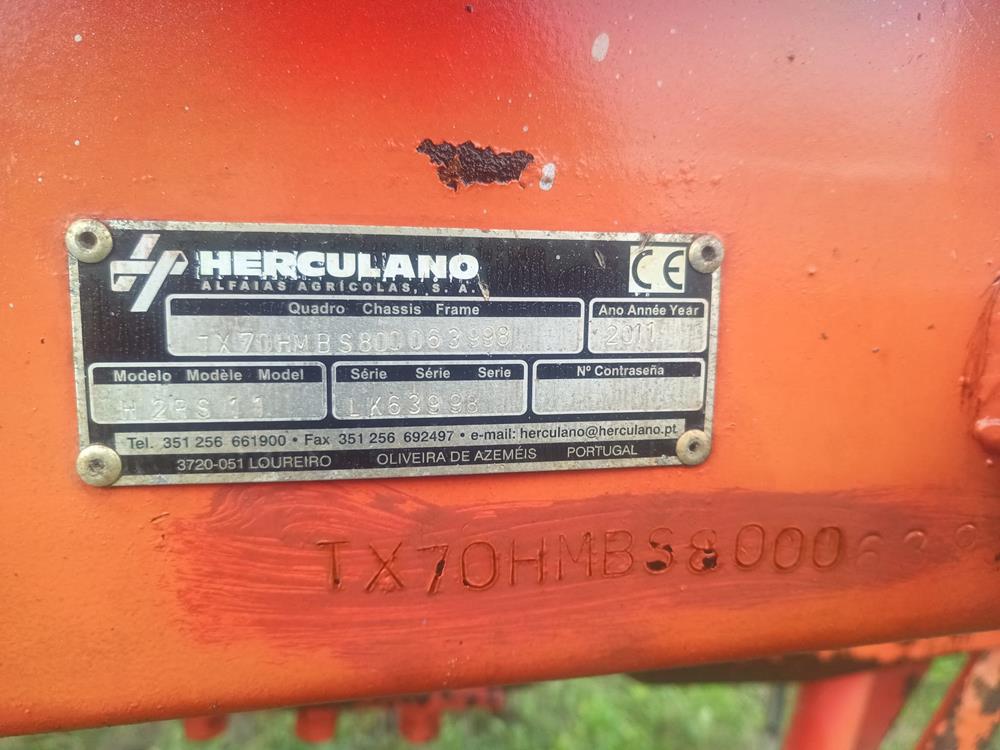 HERCULANO
ALFAIAS AGRÍCOLAS, S. A.
CE
Quadro Chassis Frame
TX70HMBS800063998
Ano Année Year
2011
Modelo Modèle Model
H2RS11
Série Série Serie
LK63998
Nº Contraseña
Tel. 351 256 661900 • Fax 351 256 692497 • e-mail: herculano@herculano.pt
3720-051 LOUREIRO OLIVEIRA DE AZEMÉIS PORTUGAL
TX70HMBS8000639